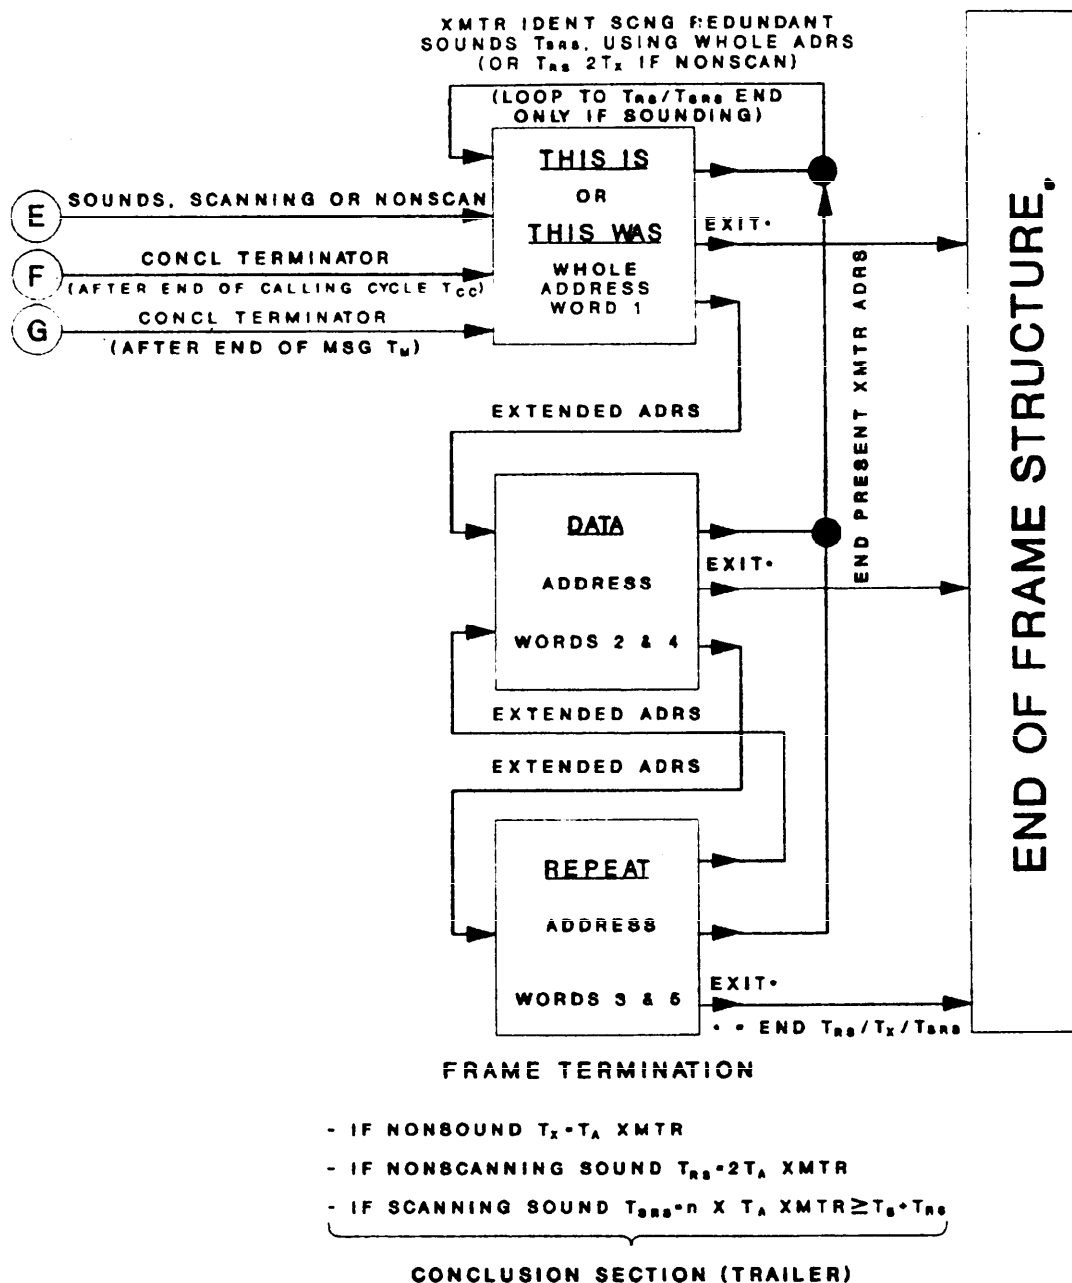 XMTR IDENT SCNG REDUNDANT
SOUNDS TSRS, USING WHOLE ADRS
(OR TRS 2TX IF NONSCAN)
(LOOP TO TRS/TSRS END
ONLY IF SOUNDING)
THIS IS
OR
THIS WAS
WHOLE
ADDRESS
WORD 1
E
SOUNDS, SCANNING OR NONSCAN
F
CONCL TERMINATOR
(AFTER END OF CALLING CYCLE TCC)
G
CONCL TERMINATOR
(AFTER END OF MSG TM)
EXIT*
EXTENDED ADRS
END PRESENT XMTR ADRS
DATA
ADDRESS
WORDS 2 & 4
EXIT*
EXTENDED ADRS
EXTENDED ADRS
REPEAT
ADDRESS
WORDS 3 & 5
EXIT*
* = END TRS/TX/TSRS
END OF FRAME STRUCTURE
FRAME TERMINATION
- IF NONSOUND TX=TA XMTR
- IF NONSCANNING SOUND TRS=2TA XMTR
- IF SCANNING SOUND TSRS=n X TA XMTR≥TS+TRS
CONCLUSION SECTION (TRAILER)